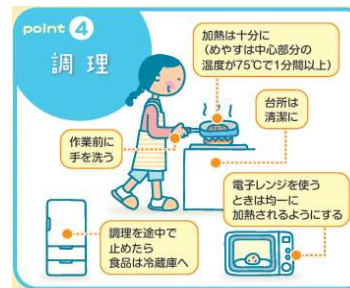 point 4
調理
加熱は十分に
(めやすは中心部分の
温度が75℃で1分間以上)
台所は
清潔に
作業前に
手を洗う
電子レンジを使う
ときは均一に
加熱されるようにする
調理を途中で
止めたら
食品は冷蔵庫へ